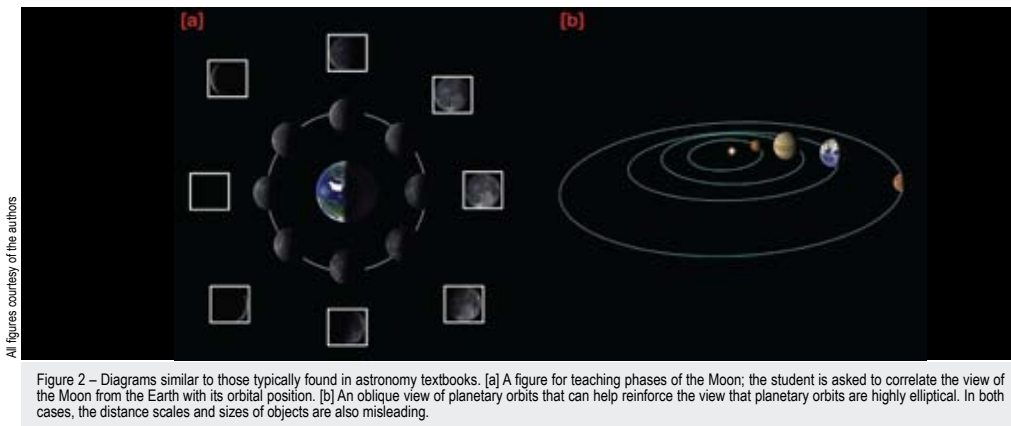 [a]
[b]
All figures courtesy of the authors
Figure 2 – Diagrams similar to those typically found in astronomy textbooks. [a] A figure for teaching phases of the Moon; the student is asked to correlate the view of
the Moon from the Earth with its orbital position. [b] An oblique view of planetary orbits that can help reinforce the view that planetary orbits are highly elliptical. In both
cases, the distance scales and sizes of objects are also misleading.